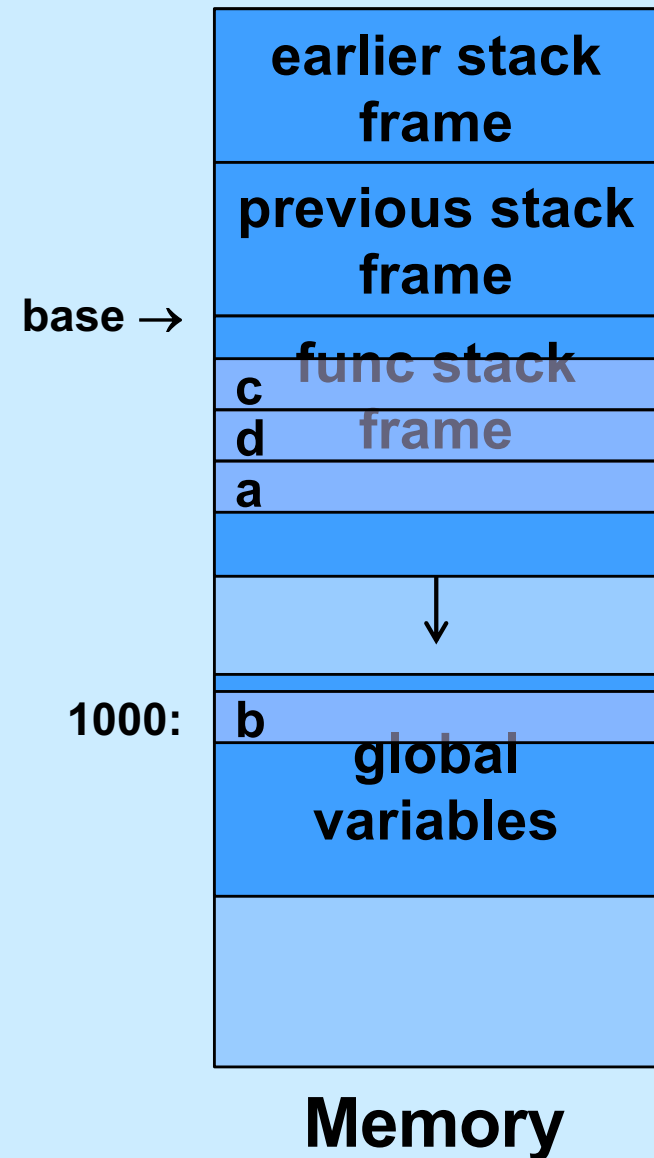 earlier stack
frame
previous stack
frame
base →
func stack
c
frame
d
a
1000:
b
global
variables
Memory